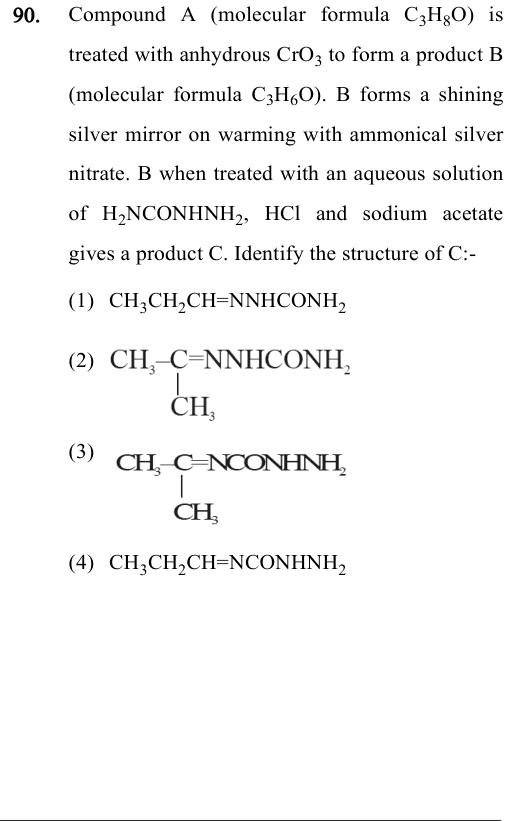 90. Compound A (molecular formula C₃H₈O) is
treated with anhydrous CrO₃ to form a product B
(molecular formula C₃H₆O). B forms a shining
silver mirror on warming with ammonical silver
nitrate. B when treated with an aqueous solution
of H₂NCONHNH₂, HCl and sodium acetate
gives a product C. Identify the structure of C:-
(1) CH₃CH₂CH=NNHCONH₂
(2) CH₃–C=NNHCONH₂
|
CH₃
(3) CH₃–C=NCONHNH₂
|
CH₃
(4) CH₃CH₂CH=NCONHNH₂